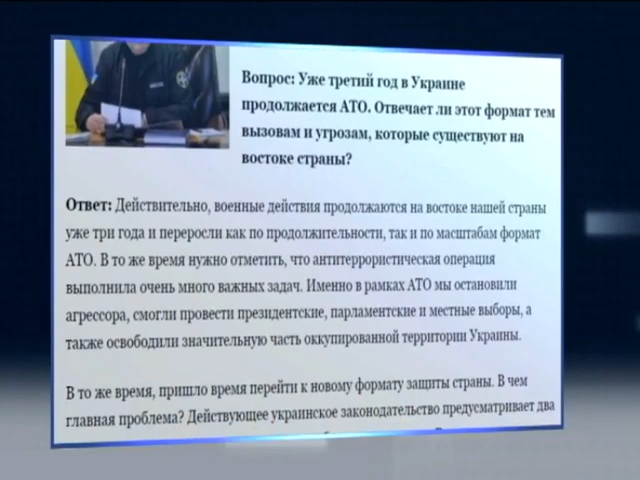 Вопрос: Уже третий год в Украине
продолжается АТО. Отвечает ли этот формат тем
вызовам и угрозам, которые существуют на
востоке страны?
Ответ: Действительно, военные действия продолжаются на востоке нашей страны
уже три года и переросли как по продолжительности, так и по масштабам формат
АТО. В то же время нужно отметить, что антитеррористическая операция
выполнила очень много важных задач. Именно в рамках АТО мы остановили
агрессора, смогли провести президентские, парламентские и местные выборы, а
также освободили значительную часть оккупированной территории Украины.
В то же время, пришло время перейти к новому формату защиты страны. В чем
главная проблема? Действующее украинское законодательство предусматривает два